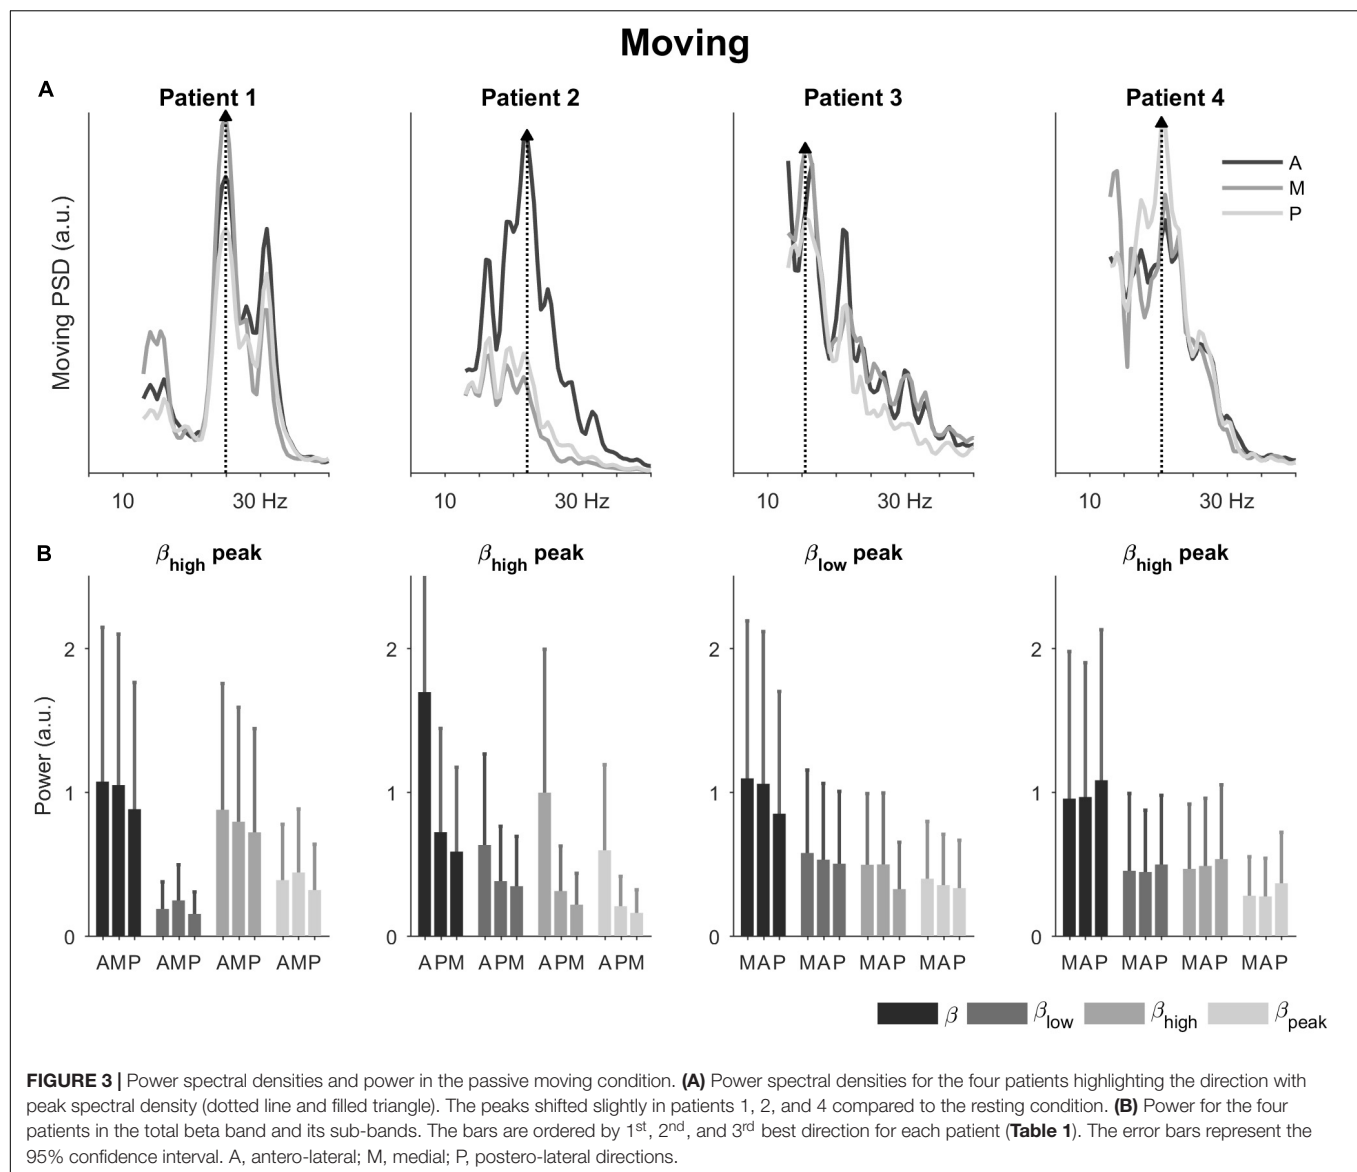 Moving
A
Patient 1
Patient 2
Patient 3
Patient 4
Moving PSD (a.u.)
A
M
P
10 30 Hz
10 30 Hz
10 30 Hz
10 30 Hz
B
βhigh peak
βhigh peak
βlow peak
βhigh peak
Power (a.u.)
2
1
0
AMP AMP AMP AMP
2
1
0
APM APM APM APM
2
1
0
MAP MAP MAP MAP
2
1
0
MAP MAP MAP MAP
β βlow βhigh βpeak
FIGURE 3 | Power spectral densities and power in the passive moving condition. (A) Power spectral densities for the four patients highlighting the direction with
peak spectral density (dotted line and filled triangle). The peaks shifted slightly in patients 1, 2, and 4 compared to the resting condition. (B) Power for the four
patients in the total beta band and its sub-bands. The bars are ordered by 1st, 2nd, and 3rd best direction for each patient (Table 1). The error bars represent the
95% confidence interval. A, antero-lateral; M, medial; P, postero-lateral directions.